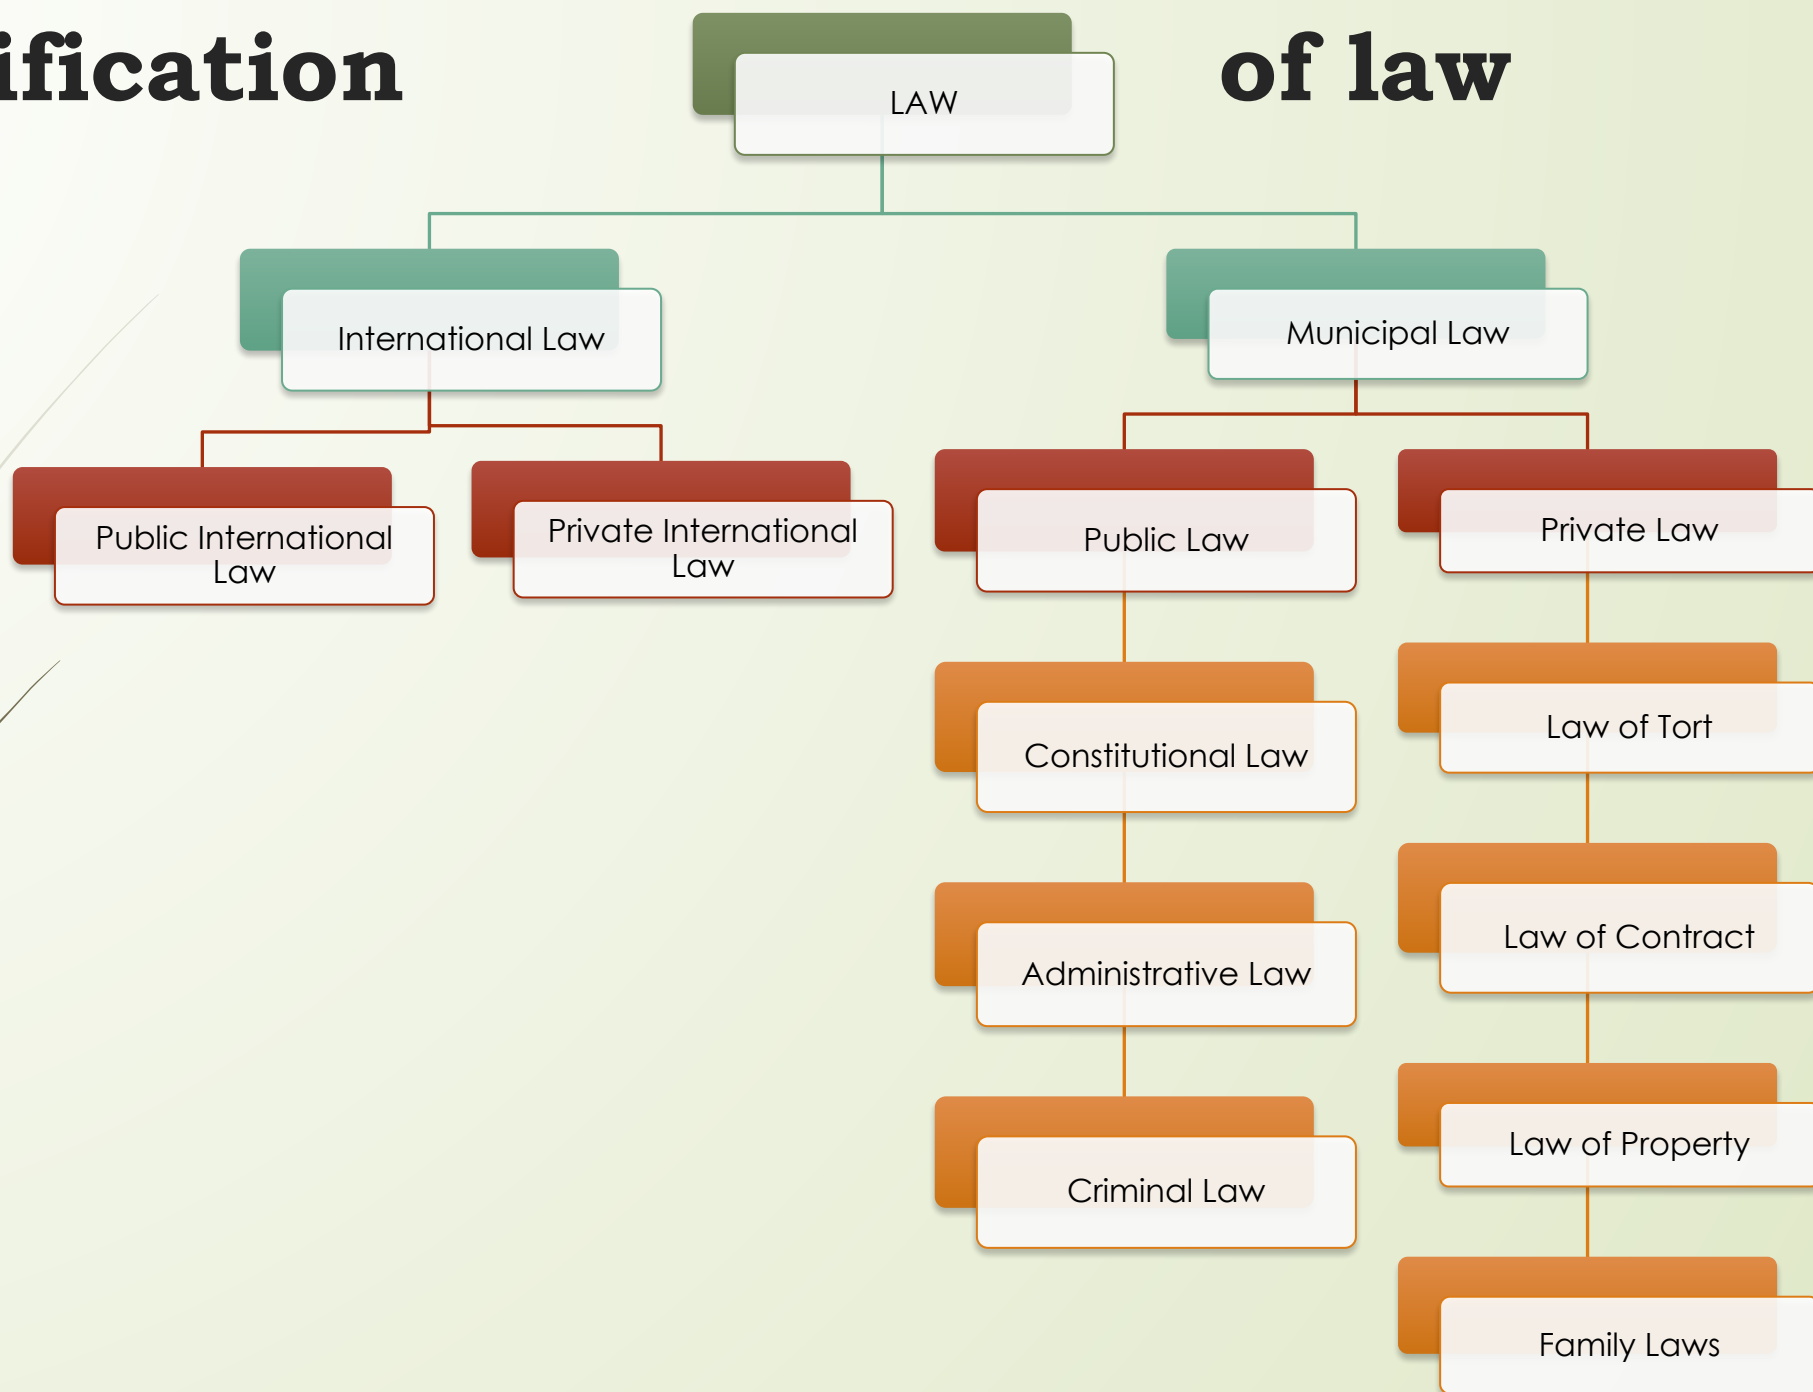 ification of law
LAW
International Law
Municipal Law
Public International
Law
Private International
Law
Public Law
Private Law
Constitutional Law
Law of Tort
Administrative Law
Law of Contract
Criminal Law
Law of Property
Family Laws